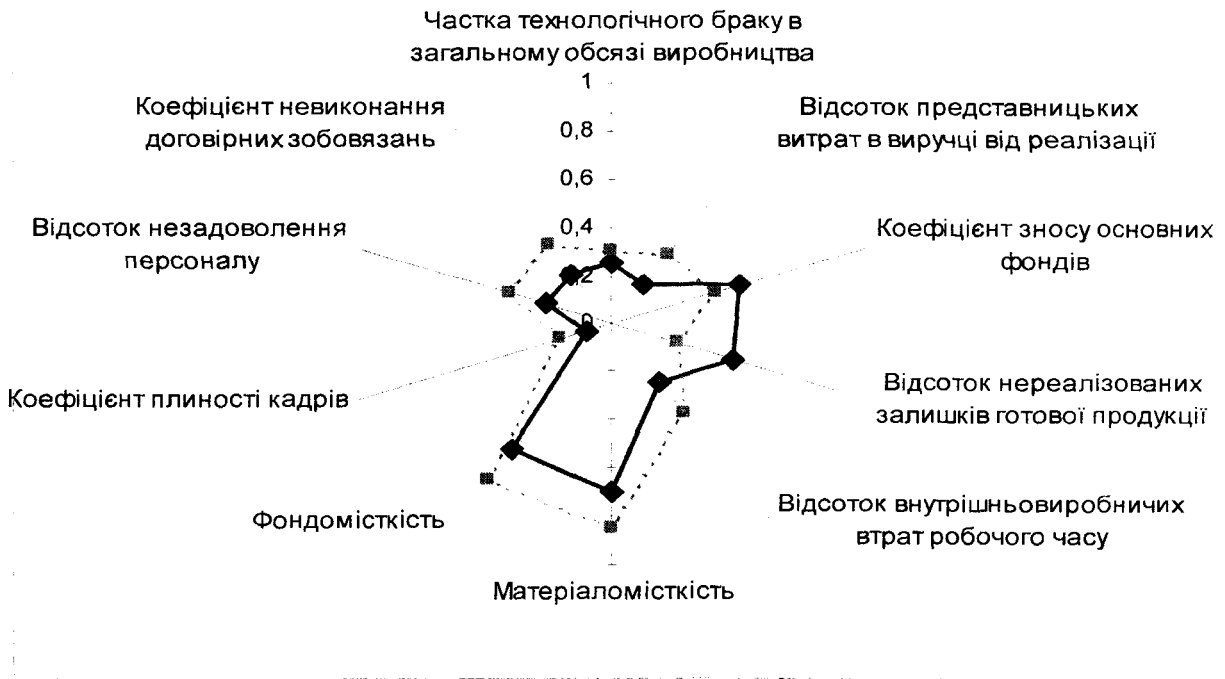 Частка технологічного браку в
загальному обсязі виробництва
1
Коефіцієнт невиконання
договірних зобовязань
Відсоток представницьких
витрат в виручці від реалізації
0,8
0,6
0,4
Відсоток незадоволення
персоналу
Коефіцієнт зносу основних
фондів
,2
0
Коефіцієнт плиності кадрів
Відсоток нереалізованих
залишків готової продукції
Фондомісткість
Відсоток внутрішньовиробничих
втрат робочого часу
Матеріаломісткість